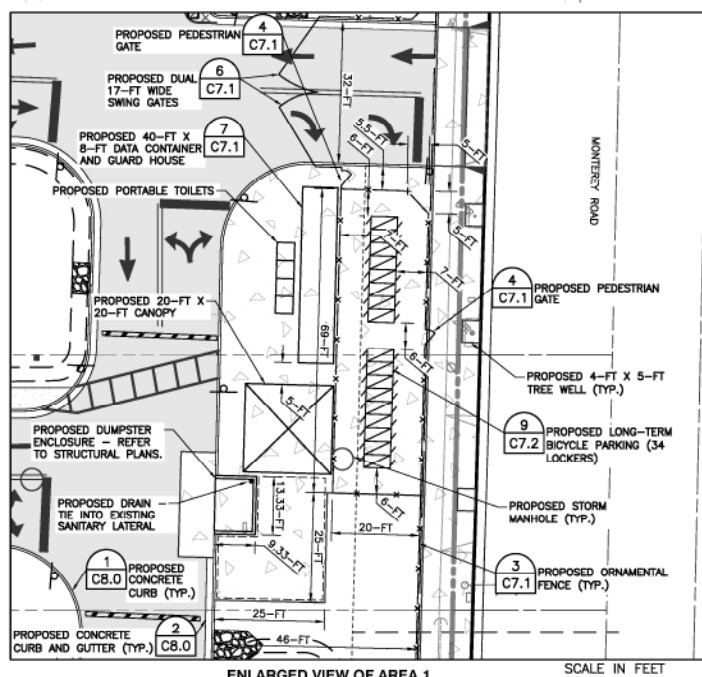 PROPOSED PEDESTRIAN
GATE
4
C7.1
PROPOSED DUAL
17-FT WIDE
SWING GATES
6
C7.1
32-FT
PROPOSED 40-FT X
8-FT DATA CONTAINER
AND GUARD HOUSE
7
C7.1
5.5-FT
6-FT
5-FT
MONTEREY ROAD
PROPOSED PORTABLE TOILETS
7-FT
5-FT
7-FT
4
C7.1
PROPOSED PEDESTRIAN
GATE
PROPOSED 20-FT X
20-FT CANOPY
69-FT
6-FT
PROPOSED 4-FT X 5-FT
TREE WELL (TYP.)
5-FT
9
C7.2
PROPOSED LONG-TERM
BICYCLE PARKING (34
LOCKERS)
PROPOSED DUMPSTER
ENCLOSURE – REFER
TO STRUCTURAL PLANS.
PROPOSED DRAIN
TIE INTO EXISTING
SANITARY LATERAL
13.33-FT
6-FT
PROPOSED STORM
MANHOLE (TYP.)
25-FT
20-FT
9.33-FT
1
C8.0
PROPOSED
CONCRETE
CURB (TYP.)
3
C7.1
PROPOSED ORNAMENTAL
FENCE (TYP.)
25-FT
PROPOSED CONCRETE
CURB AND GUTTER (TYP.)
2
C8.0
46-FT
ENLARGED VIEW OF AREA 1
SCALE IN FEET